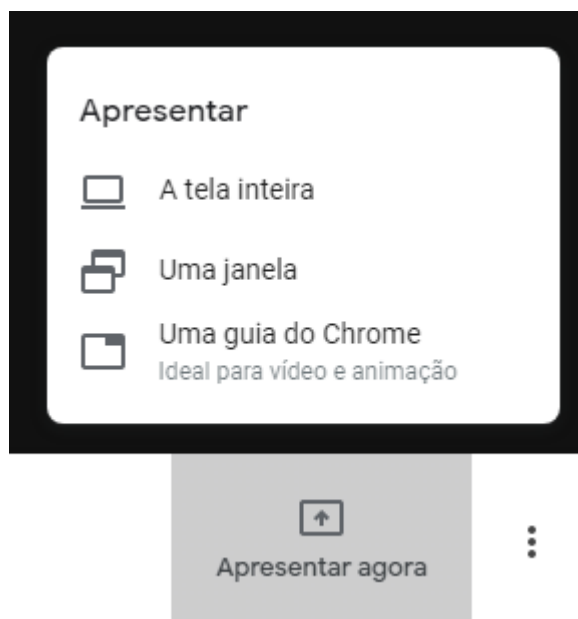 Apresentar
A tela inteira
Uma janela
Uma guia do Chrome
Ideal para vídeo e animação
Apresentar agora